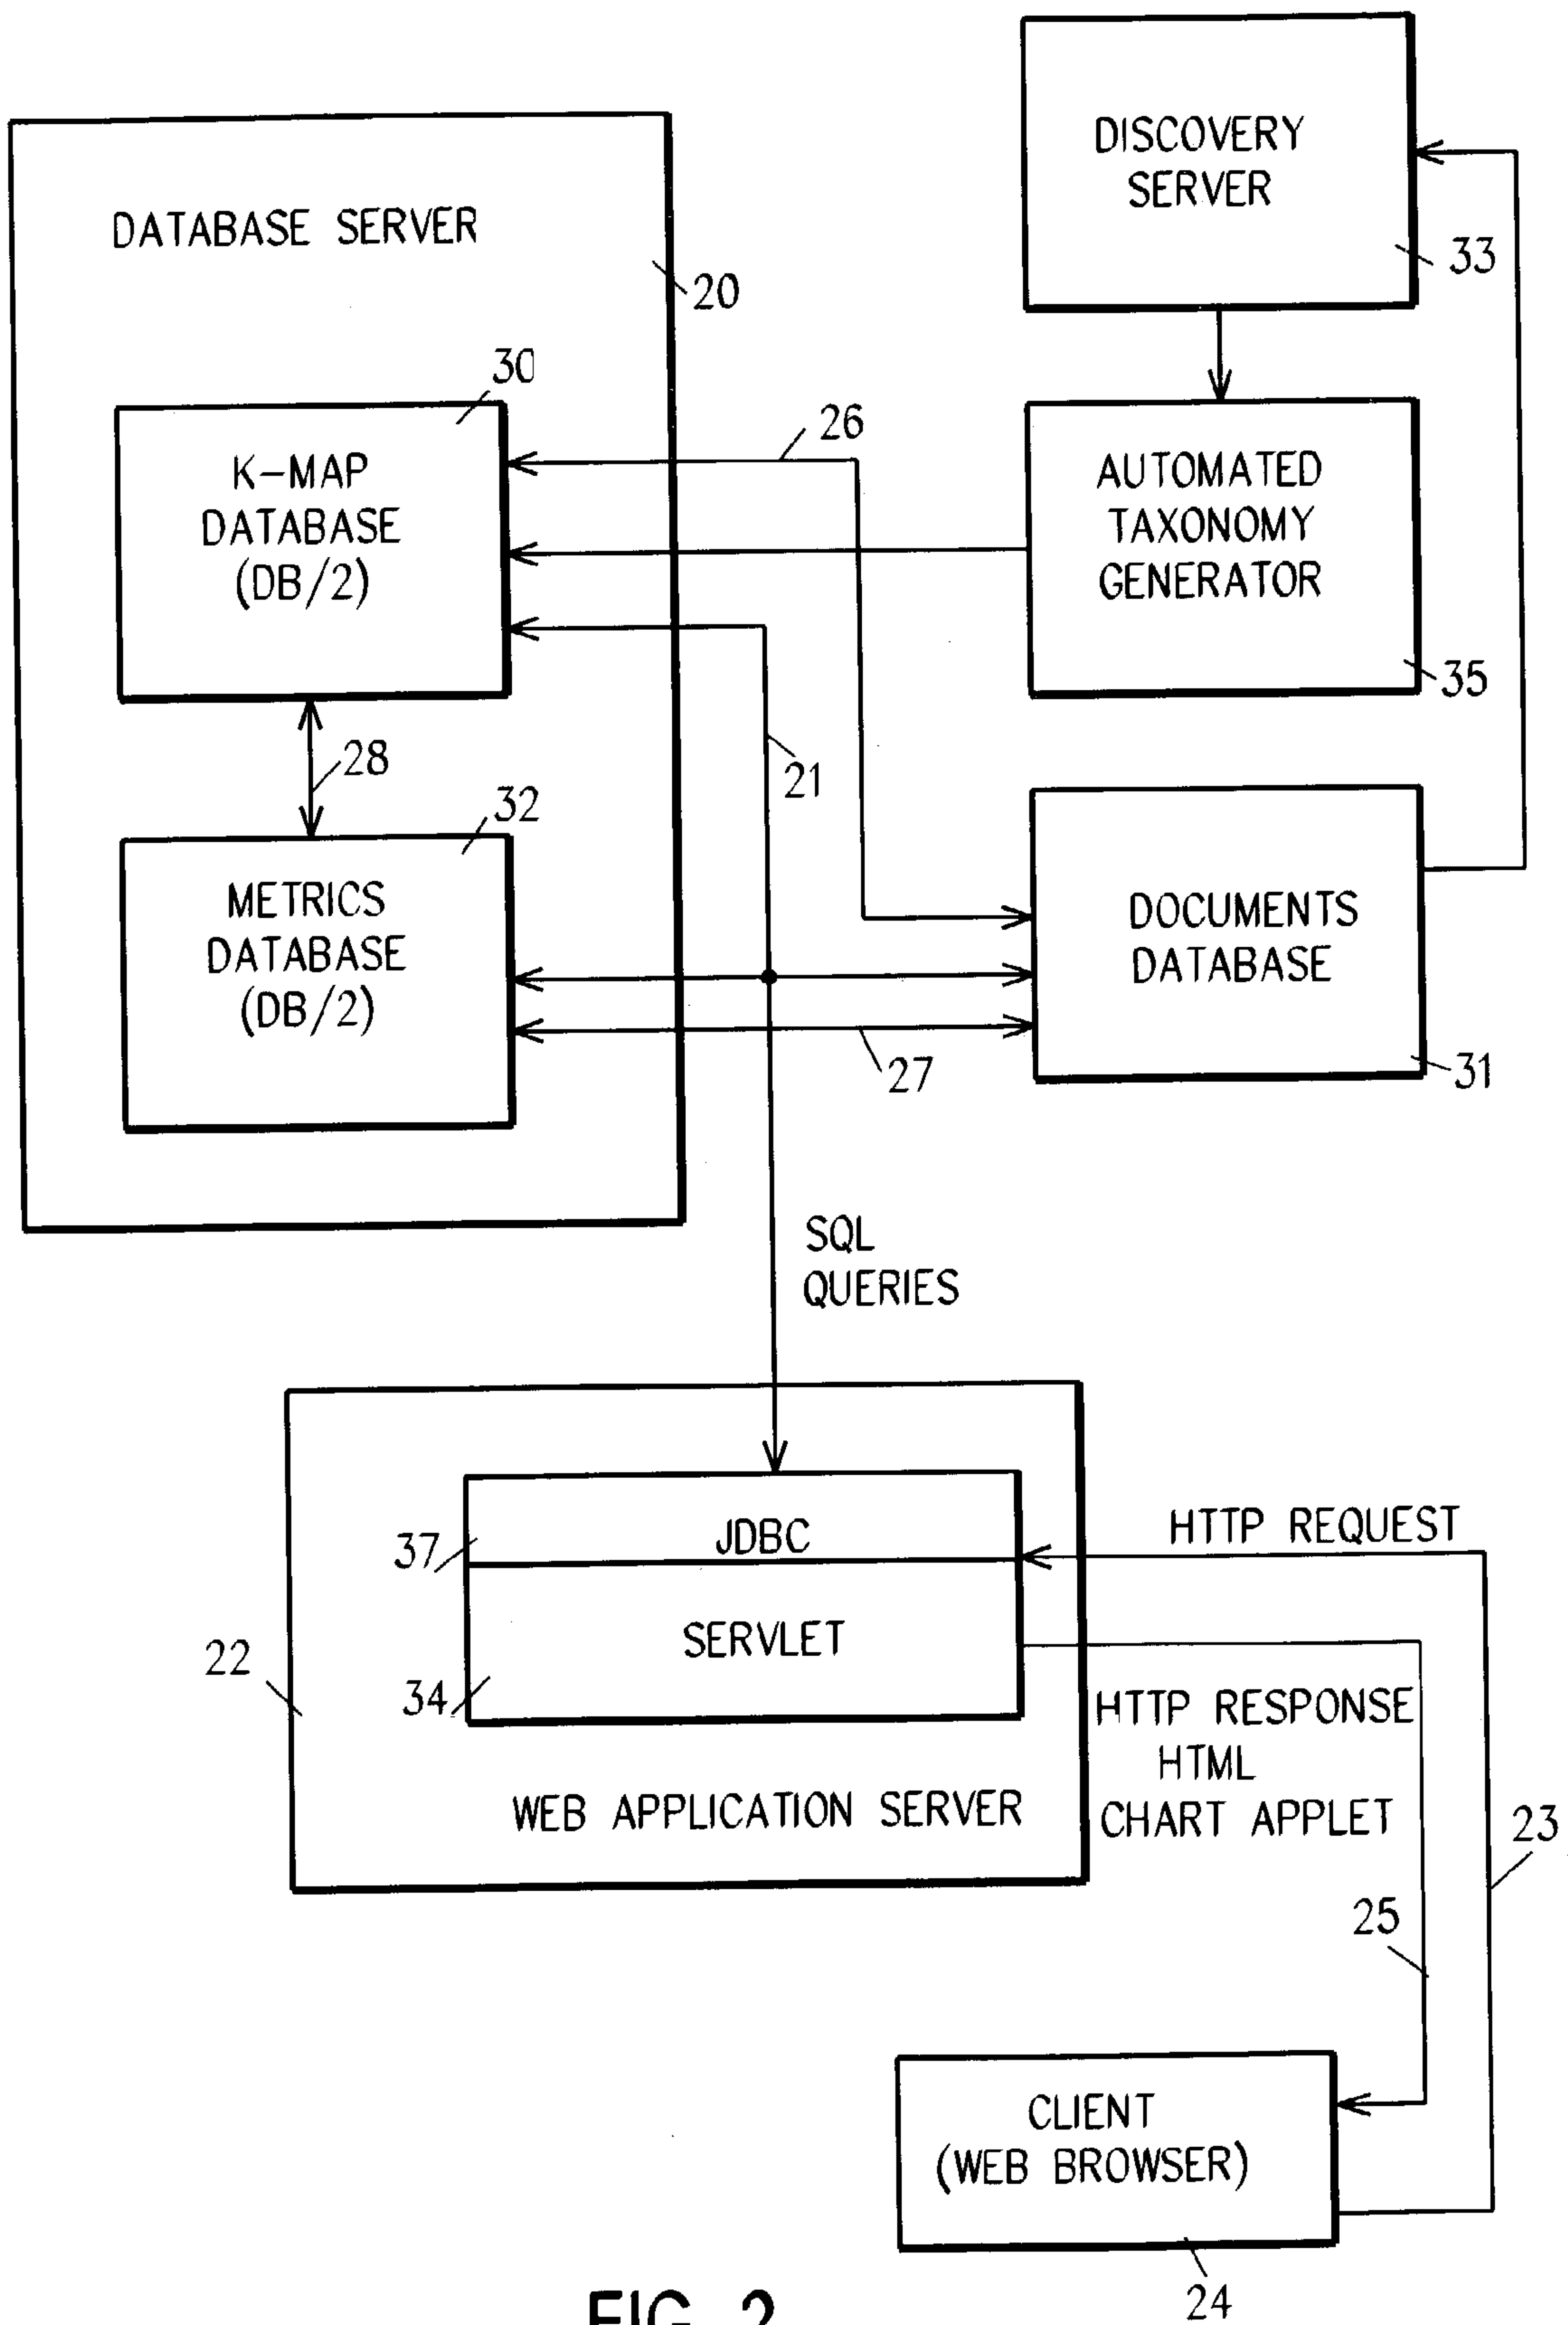 DISCOVERY
SERVER
33
DATABASE SERVER
20
30
K-MAP
DATABASE
(DB/2)
26
AUTOMATED
TAXONOMY
GENERATOR
35
28
21
32
METRICS
DATABASE
(DB/2)
DOCUMENTS
DATABASE
27
31
SQL
QUERIES
37
JDBC
HTTP REQUEST
22
SERVLET
34
HTTP RESPONSE
HTML
CHART APPLET
WEB APPLICATION SERVER
23
25
CLIENT
(WEB BROWSER)
24
FIG. 2